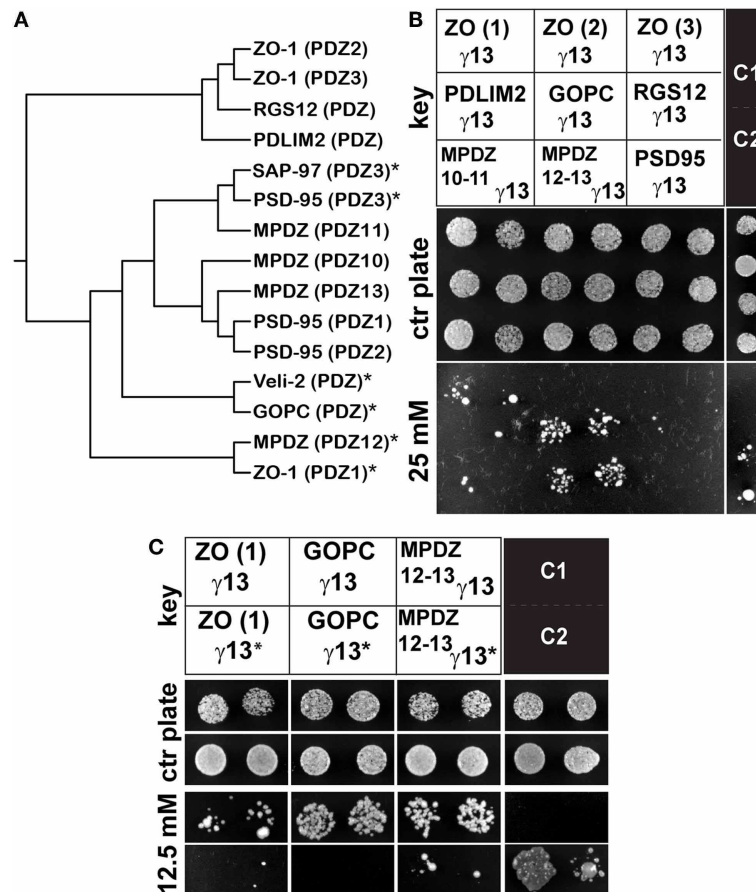 A
ZO-1 (PDZ2)
ZO-1 (PDZ3)
RGS12 (PDZ)
PDLIM2 (PDZ)
SAP-97 (PDZ3)*
PSD-95 (PDZ3)*
MPDZ (PDZ11)
MPDZ (PDZ10)
MPDZ (PDZ13)
PSD-95 (PDZ1)
PSD-95 (PDZ2)
Veli-2 (PDZ)*
GOPC (PDZ)*
MPDZ (PDZ12)*
ZO-1 (PDZ1)*
B
key
ZO (1) ZO (2) ZO (3)
γ13 γ13 γ13
PDLIM2 GOPC RGS12
γ13 γ13 γ13
MPDZ MPDZ PSD95
10-11 γ13 12-13 γ13 γ13
C1
C2
ctr plate
25 mM
C
key
ZO (1) GOPC MPDZ
γ13 γ13 12-13 γ13
ZO (1) GOPC MPDZ
γ13* γ13* 12-13 γ13*
C1
C2
ctr plate
12.5 mM